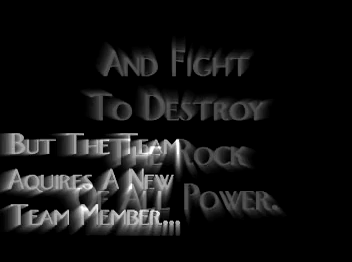 And Fight
To Destroy
The Rock
Of All Power.
But The Team
Aquires A New
Team Member...